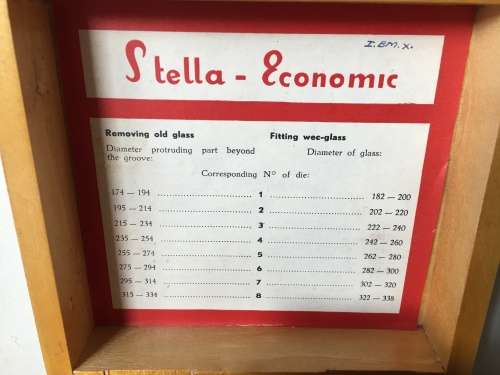 I.BM.X.
Stella - Economic
Removing old glass Fitting wec-glass
Diameter protruding part beyond Diameter of glass:
the groove:
Corresponding N° of die:
174 — 194 ........................ 1 ........................ 182 — 200
195 — 214 ........................ 2 ........................ 202 — 220
215 — 234 ........................ 3 ........................ 222 — 240
235 — 254 ........................ 4 ........................ 242 — 260
255 — 274 ........................ 5 ........................ 262 — 280
275 — 294 ........................ 6 ........................ 282 — 300
295 — 314 ........................ 7 ........................ 302 — 320
315 — 334 ........................ 8 ........................ 322 — 338